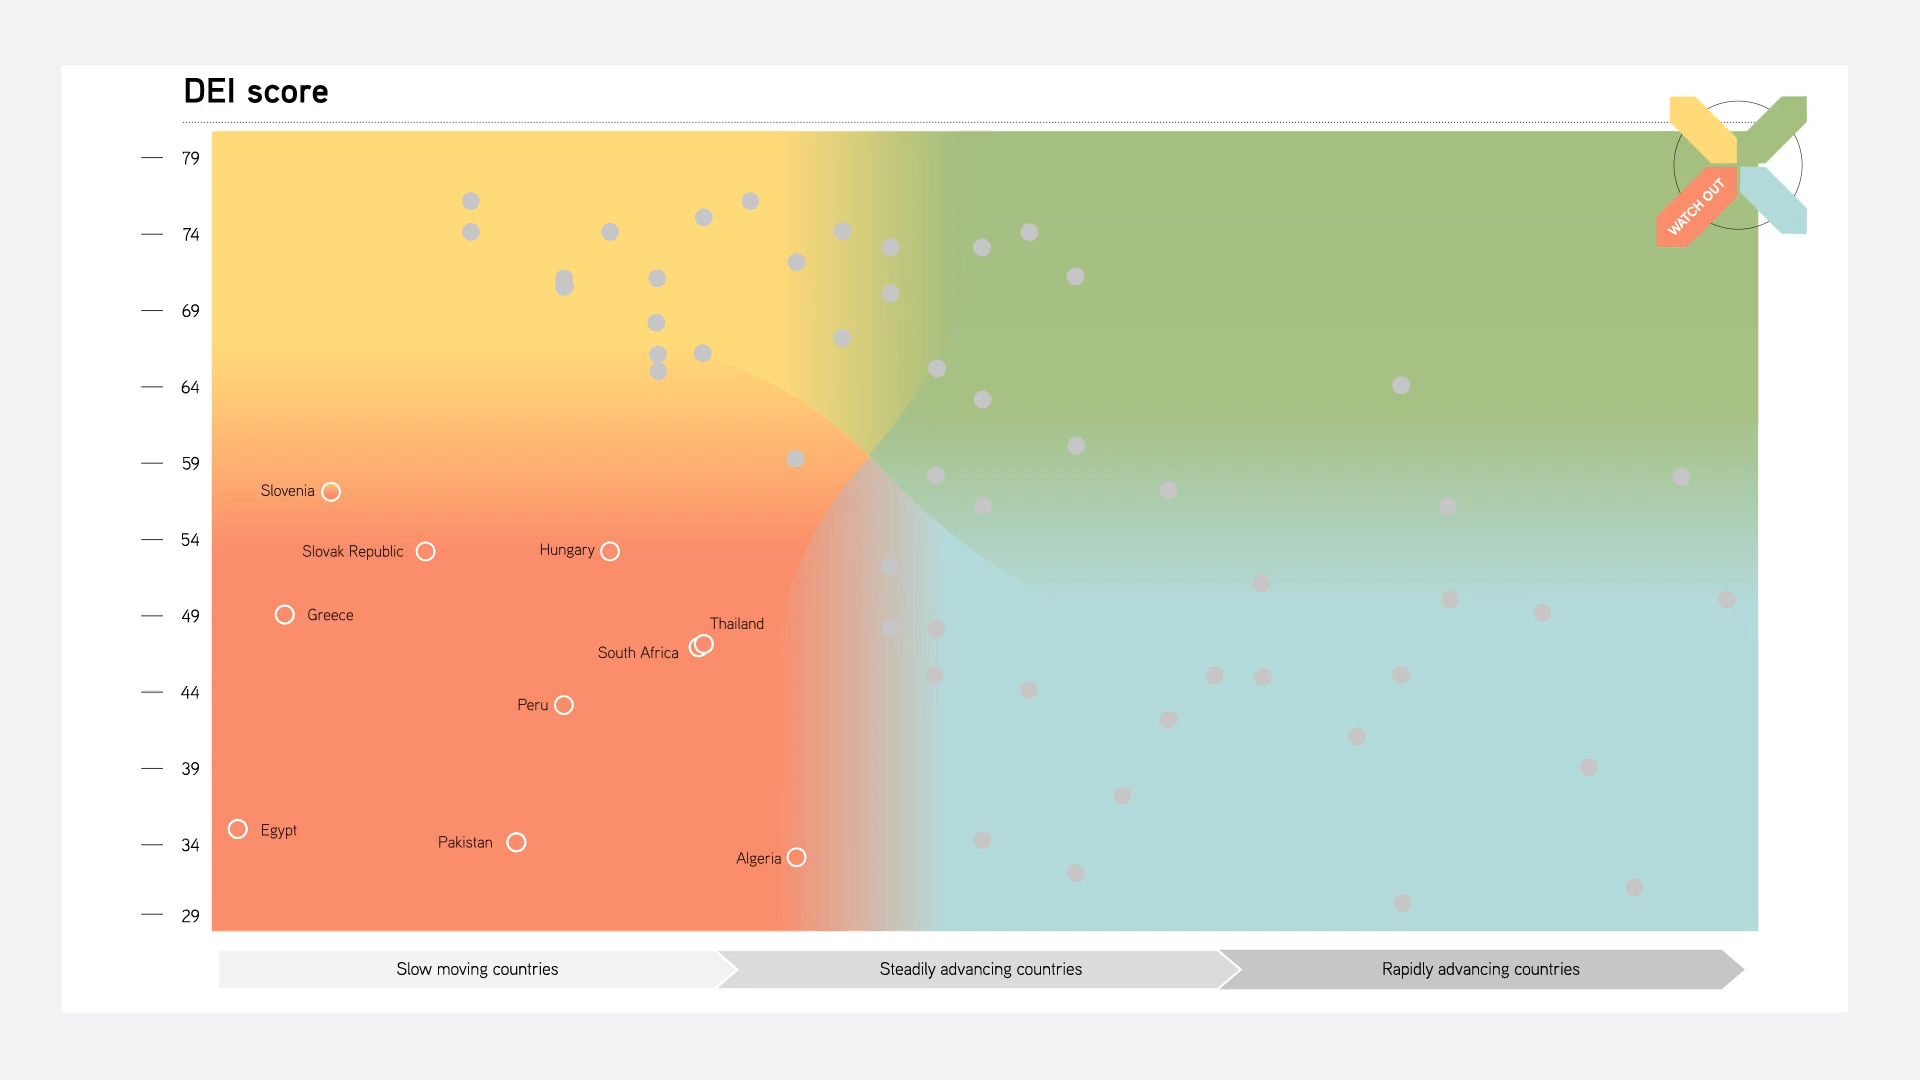 DEI score
WATCH OUT
79
74
69
64
59
Slovenia
54
Slovak Republic
Hungary
49
Greece
Thailand
South Africa
44
Peru
39
Egypt
Pakistan
34
Algeria
29
Slow moving countries
Steadily advancing countries
Rapidly advancing countries